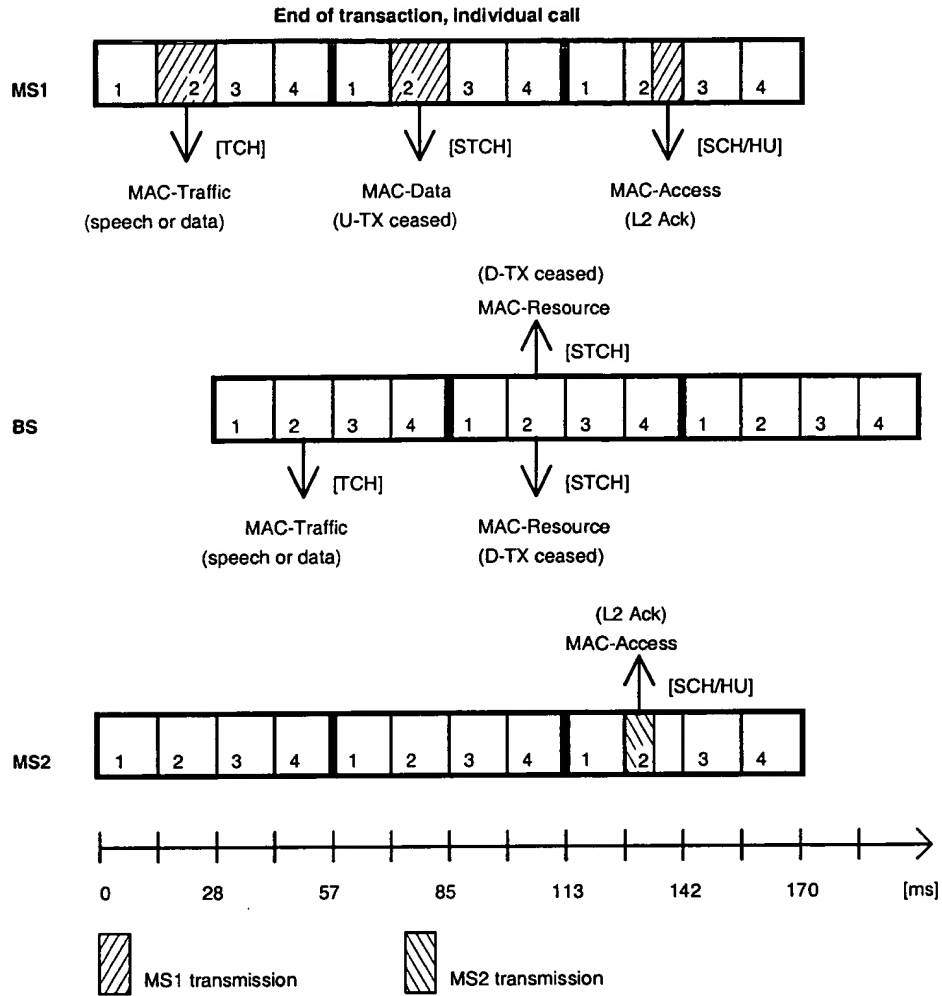 End of transaction, individual call
MS1
1 2 3 4 1 2 3 4 1 2 3 4
[TCH] [STCH] [SCH/HU]
MAC-Traffic MAC-Data MAC-Access
(speech or data) (U-TX ceased) (L2 Ack)
(D-TX ceased)
MAC-Resource
[STCH]
BS
1 2 3 4 1 2 3 4 1 2 3 4
[TCH] [STCH]
MAC-Traffic MAC-Resource
(speech or data) (D-TX ceased)
(L2 Ack)
MAC-Access
[SCH/HU]
MS2
1 2 3 4 1 2 3 4 1 2 3 4
0 28 57 85 113 142 170 [ms]
MS1 transmission MS2 transmission